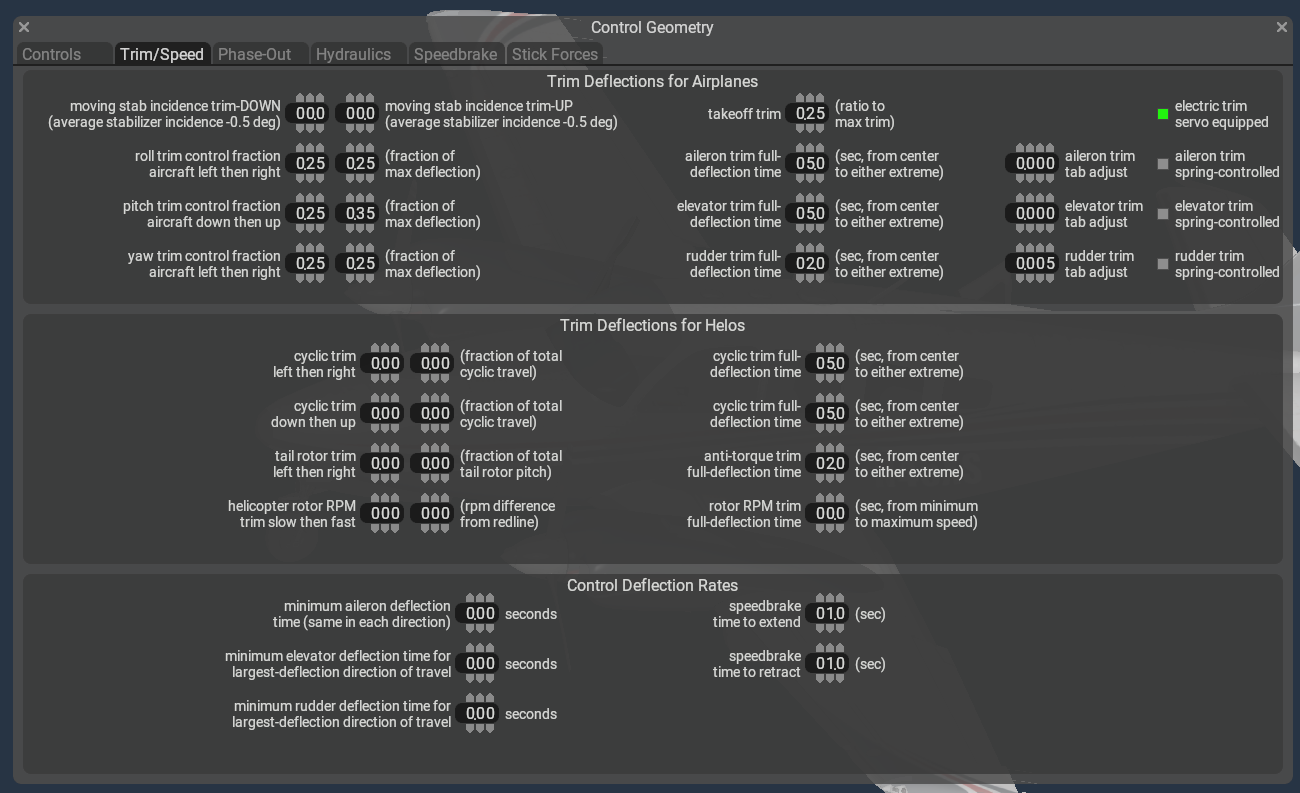 Control Geometry
Controls
Trim/Speed
Phase-Out
Hydraulics
Speedbrake
Stick Forces
Trim Deflections for Airplanes
moving stab incidence trim-DOWN
(average stabilizer incidence -0.5 deg)
00.0
00.0
moving stab incidence trim-UP
(average stabilizer incidence -0.5 deg)
takeoff trim
0.25
(ratio to
max trim)
electric trim
servo equipped
roll trim control fraction
aircraft left then right
0.25
0.25
(fraction of
max deflection)
aileron trim full-
deflection time
05.0
(sec, from center
to either extreme)
0.000
aileron trim
tab adjust
aileron trim
spring-controlled
pitch trim control fraction
aircraft down then up
0.25
0.35
(fraction of
max deflection)
elevator trim full-
deflection time
05.0
(sec, from center
to either extreme)
0.000
elevator trim
tab adjust
elevator trim
spring-controlled
yaw trim control fraction
aircraft left then right
0.25
0.25
(fraction of
max deflection)
rudder trim full-
deflection time
02.0
(sec, from center
to either extreme)
0.005
rudder trim
tab adjust
rudder trim
spring-controlled
Trim Deflections for Helos
cyclic trim
left then right
0.00
0.00
(fraction of total
cyclic travel)
cyclic trim full-
deflection time
05.0
(sec, from center
to either extreme)
cyclic trim
down then up
0.00
0.00
(fraction of total
cyclic travel)
cyclic trim full-
deflection time
05.0
(sec, from center
to either extreme)
tail rotor trim
left then right
0.00
0.00
(fraction of total
tail rotor pitch)
anti-torque trim
full-deflection time
02.0
(sec, from center
to either extreme)
helicopter rotor RPM
trim slow then fast
000
000
(rpm difference
from redline)
rotor RPM trim
full-deflection time
00.0
(sec, from minimum
to maximum speed)
Control Deflection Rates
minimum aileron deflection
time (same in each direction)
0.00
seconds
speedbrake
time to extend
01.0
(sec)
minimum elevator deflection time for
largest-deflection direction of travel
0.00
seconds
speedbrake
time to retract
01.0
(sec)
minimum rudder deflection time for
largest-deflection direction of travel
0.00
seconds